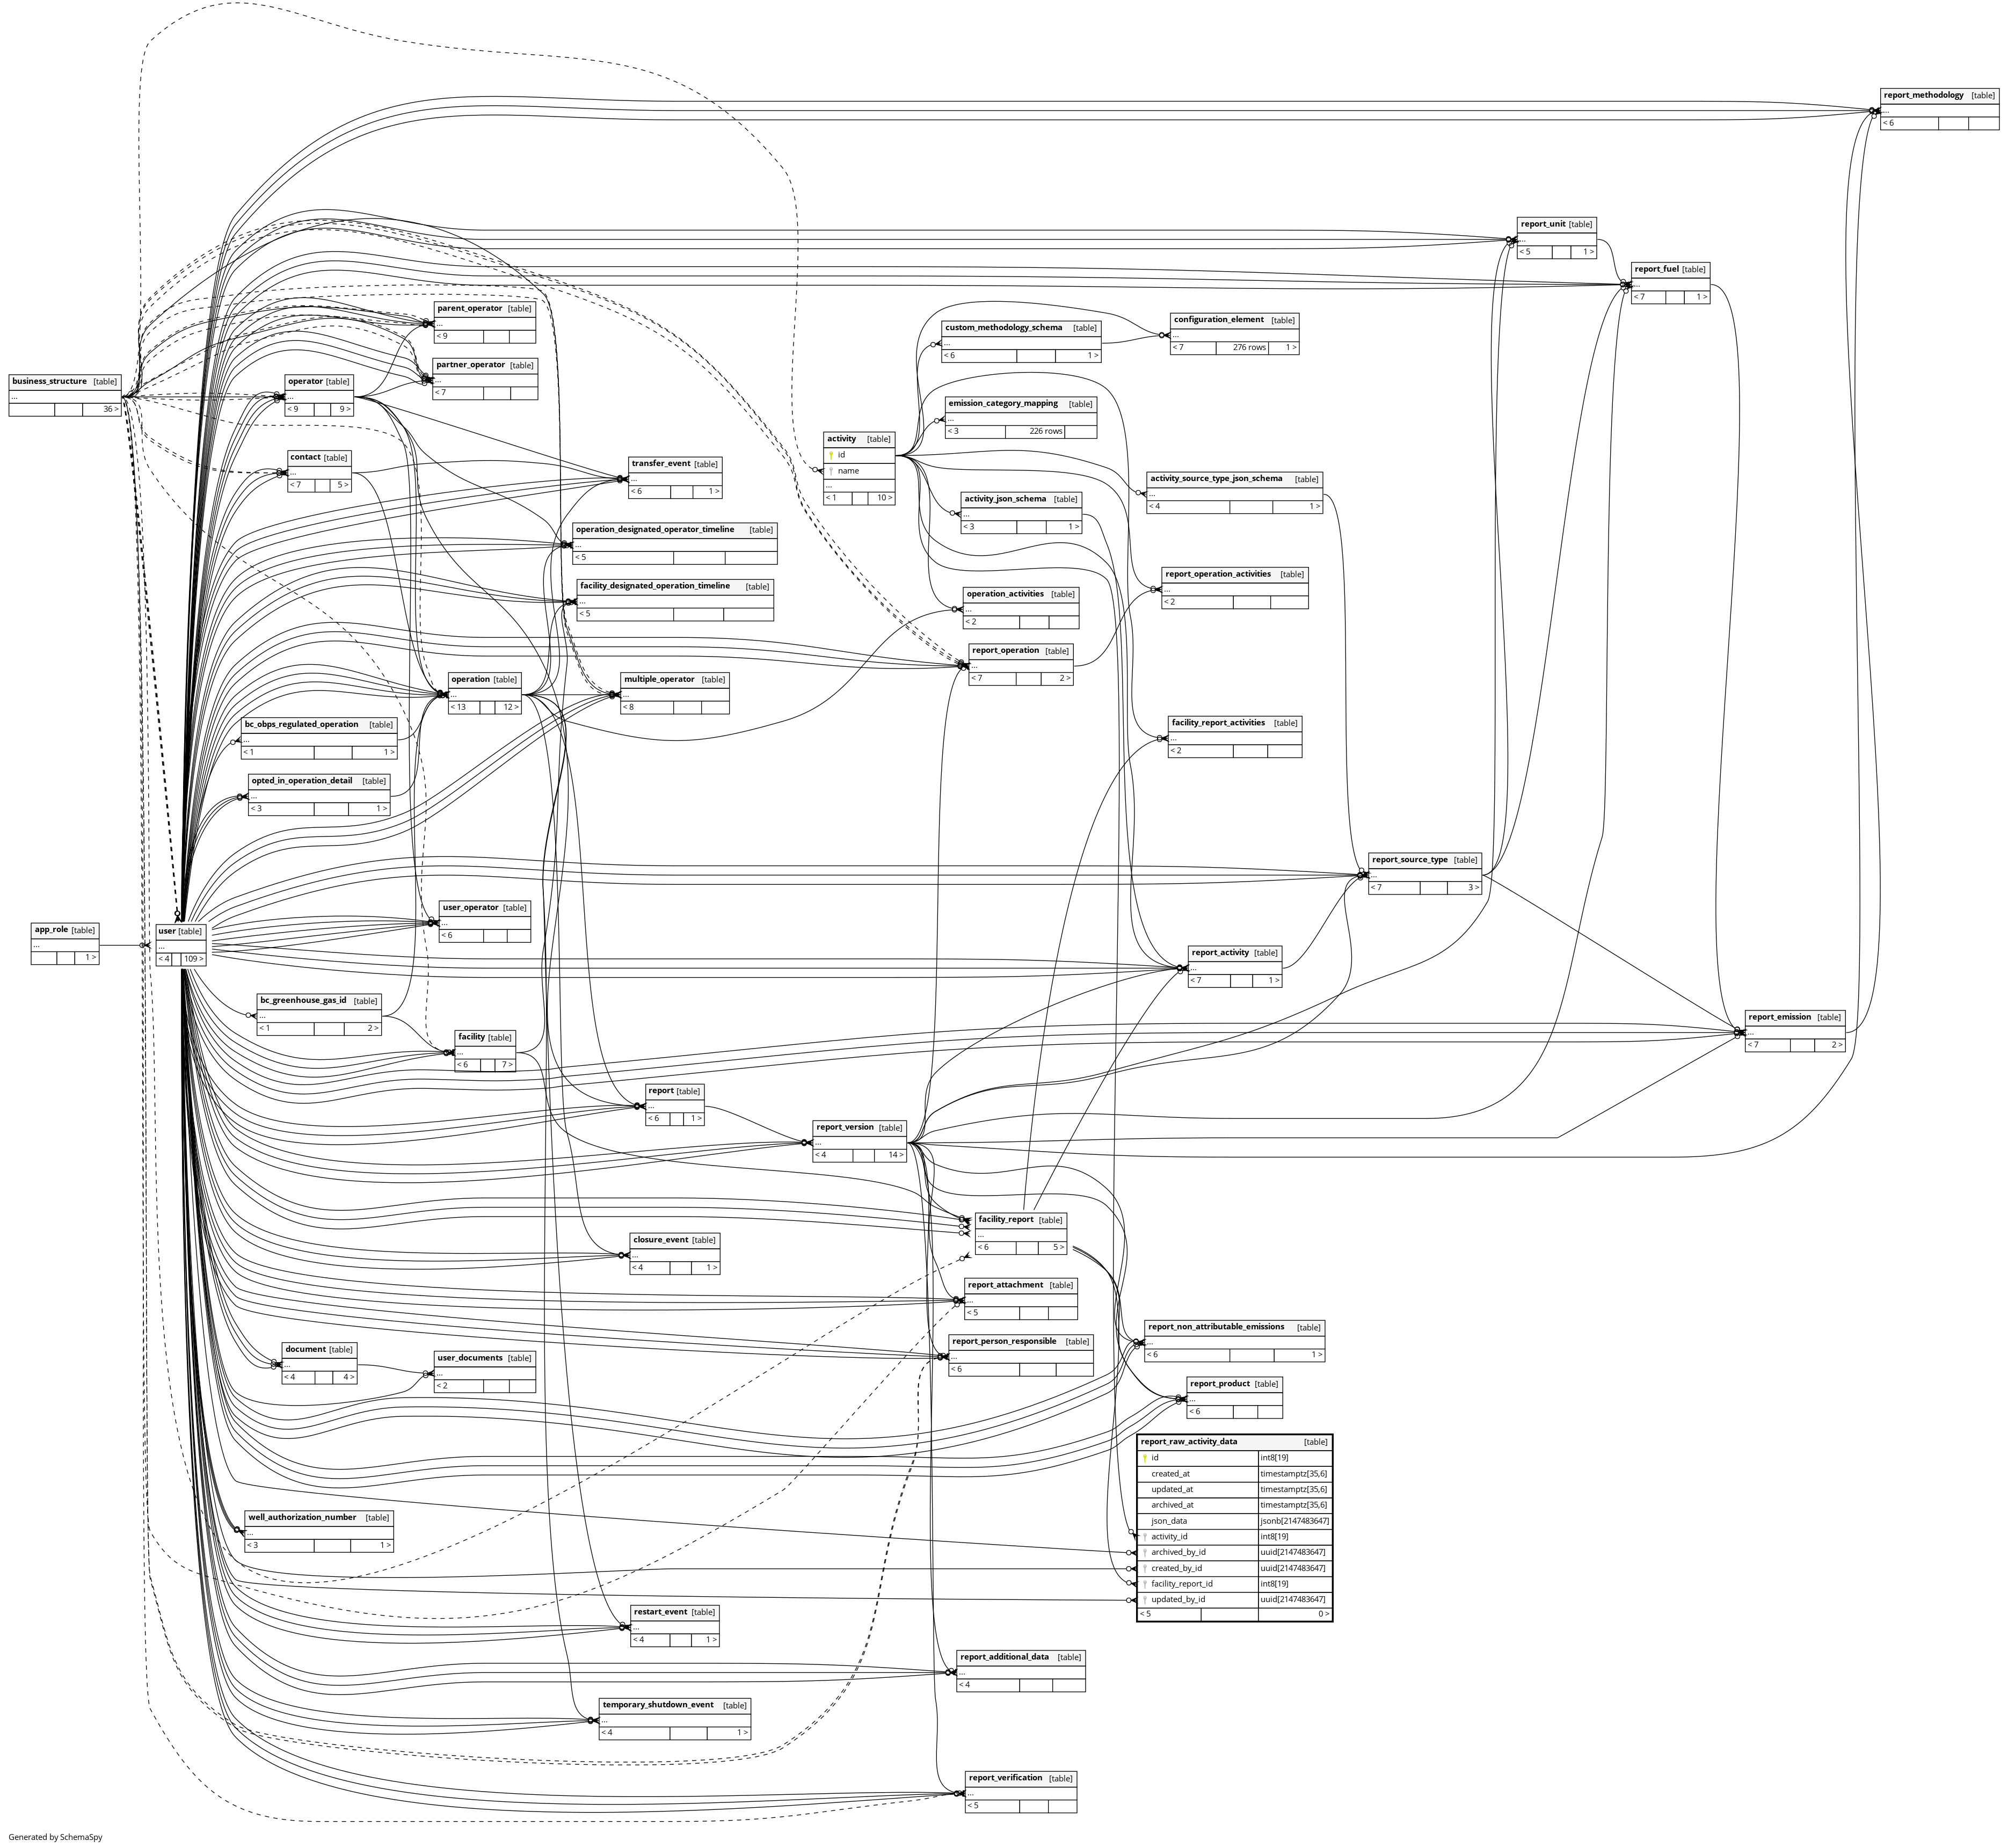 report_methodology [table]
...
< 6
report_unit [table]
...
< 5 1 >
report_fuel [table]
...
< 7 1 >
parent_operator [table]
...
< 9
custom_methodology_schema [table]
...
< 6 1 >
configuration_element [table]
...
< 7 276 rows 1 >
partner_operator [table]
...
< 7
business_structure [table]
...
36 >
operator [table]
...
< 9 9 >
emission_category_mapping [table]
...
< 3 226 rows
activity [table]
id
name
...
< 1 10 >
contact [table]
...
< 7 5 >
transfer_event [table]
...
< 6 1 >
activity_source_type_json_schema [table]
...
< 4 1 >
activity_json_schema [table]
...
< 3 1 >
operation_designated_operator_timeline [table]
...
< 5
report_operation_activities [table]
...
< 2
facility_designated_operation_timeline [table]
...
< 5
operation_activities [table]
...
< 2
report_operation [table]
...
< 7 2 >
operation [table]
...
< 13 12 >
multiple_operator [table]
...
< 8
bc_obps_regulated_operation [table]
...
< 1 1 >
facility_report_activities [table]
...
< 2
opted_in_operation_detail [table]
...
< 3 1 >
report_source_type [table]
...
< 7 3 >
user_operator [table]
...
< 6
app_role [table]
...
1 >
user [table]
...
< 4 109 >
report_activity [table]
...
< 7 1 >
bc_greenhouse_gas_id [table]
...
< 1 2 >
report_emission [table]
...
< 7 2 >
facility [table]
...
< 6 7 >
report [table]
...
< 6 1 >
report_version [table]
...
< 4 14 >
facility_report [table]
...
< 6 5 >
closure_event [table]
...
< 4 1 >
report_attachment [table]
...
< 5
report_non_attributable_emissions [table]
...
< 6 1 >
report_person_responsible [table]
...
< 6
document [table]
...
< 4 4 >
user_documents [table]
...
< 2
report_product [table]
...
< 6
report_raw_activity_data [table]
id int8[19]
created_at timestamptz[35,6]
updated_at timestamptz[35,6]
archived_at timestamptz[35,6]
json_data jsonb[2147483647]
activity_id int8[19]
archived_by_id uuid[2147483647]
created_by_id uuid[2147483647]
facility_report_id int8[19]
updated_by_id uuid[2147483647]
< 5 0 >
well_authorization_number [table]
...
< 3 1 >
restart_event [table]
...
< 4 1 >
report_additional_data [table]
...
< 4
temporary_shutdown_event [table]
...
< 4 1 >
report_verification [table]
...
< 5
Generated by SchemaSpy